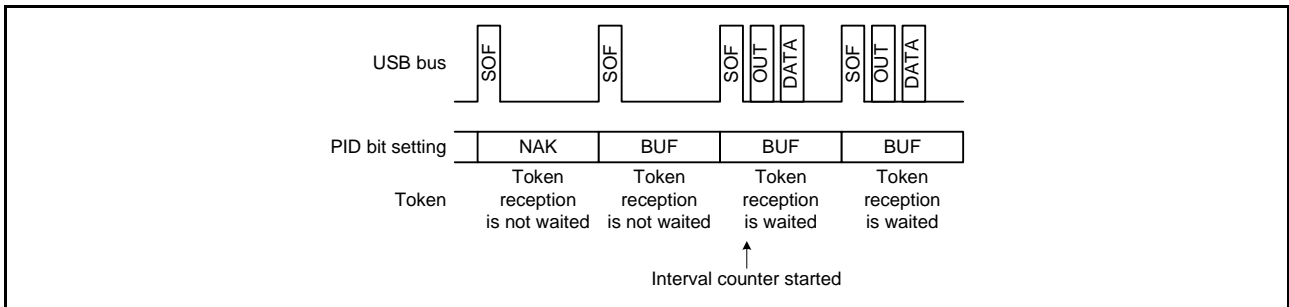 USB bus
SOF
SOF
SOF
OUT
DATA
SOF
OUT
DATA
PID bit setting
NAK
BUF
BUF
BUF
Token
Token
reception
is not waited
Token
reception
is not waited
Token
reception
is waited
Token
reception
is waited
Interval counter started